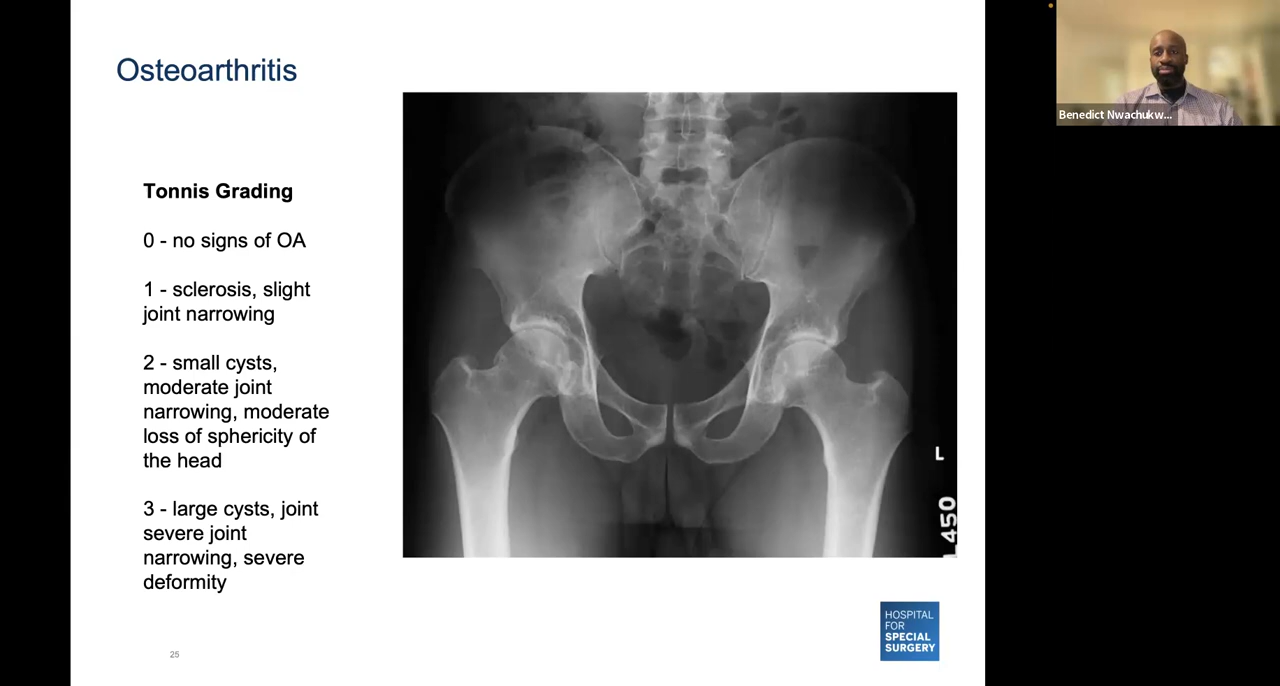 Osteoarthritis
Tonnis Grading
0 - no signs of OA
1 - sclerosis, slight
joint narrowing
2 - small cysts,
moderate joint
narrowing, moderate
loss of sphericity of
the head
3 - large cysts, joint
severe joint
narrowing, severe
deformity
L
L450
HOSPITAL
FOR
SPECIAL
SURGERY
25
Benedict Nwachukw...